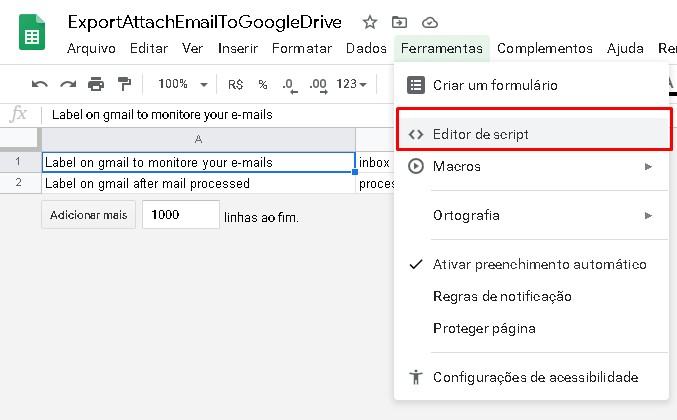 ExportAttachEmailToGoogleDrive
Arquivo Editar Ver Inserir Formatar Dados Ferramentas Complementos Ajuda Re
100% R$ % .0 .00 123 A
fx Label on gmail to monitore your e-mails
A
1 Label on gmail to monitore your e-mails inbox
2 Label on gmail after mail processed proces
Adicionar mais 1000 linhas ao fim.
Criar um formulário
Editor de script
Macros
Ortografia
Ativar preenchimento automático
Regras de notificação
Proteger página
Configurações de acessibilidade